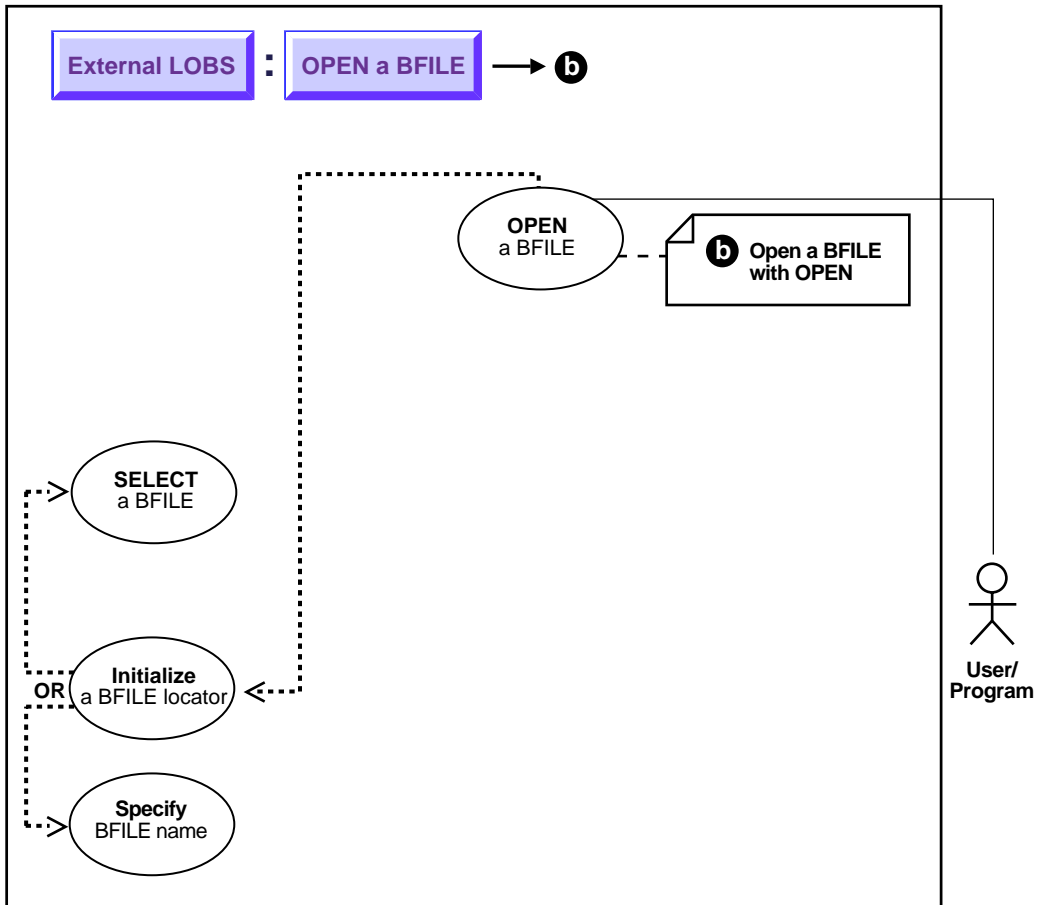 External LOBS : OPEN a BFILE b
OPEN
a BFILE
b Open a BFILE
with OPEN
SELECT
a BFILE
User/
Program
Initialize
OR a BFILE locator
Specify
BFILE name